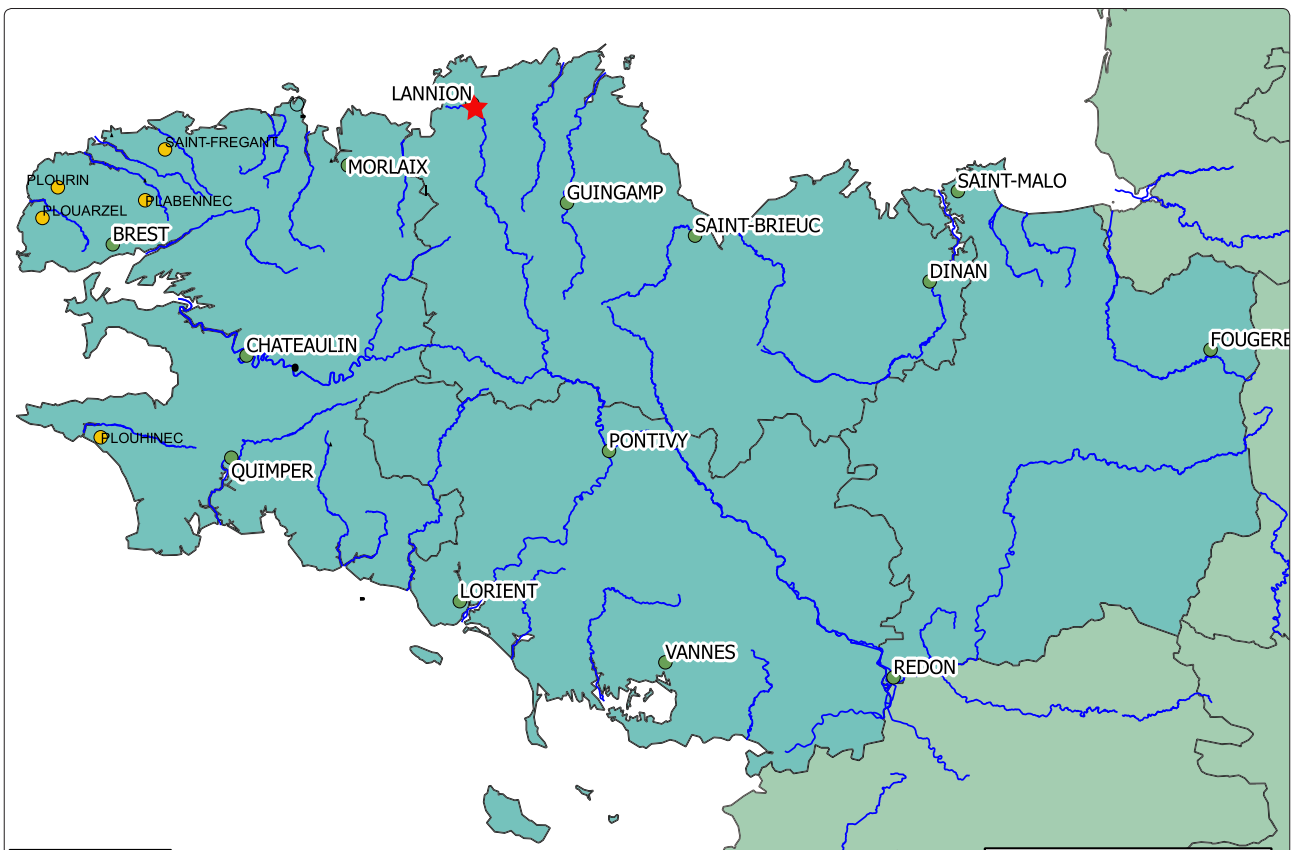 LANNION
SAINT-FREGANT
MORLAIX
PLOURIN
SAINT-MALO
4
GUINGAMP
PLABENNEC
PLOUARZEL
SAINT-BRIEUC
BREST
DINAN
CHATEAULIN
FOUGERE
PLOUHINEC
PONTIVY
QUIMPER
LORIENT
VANNES
REDON